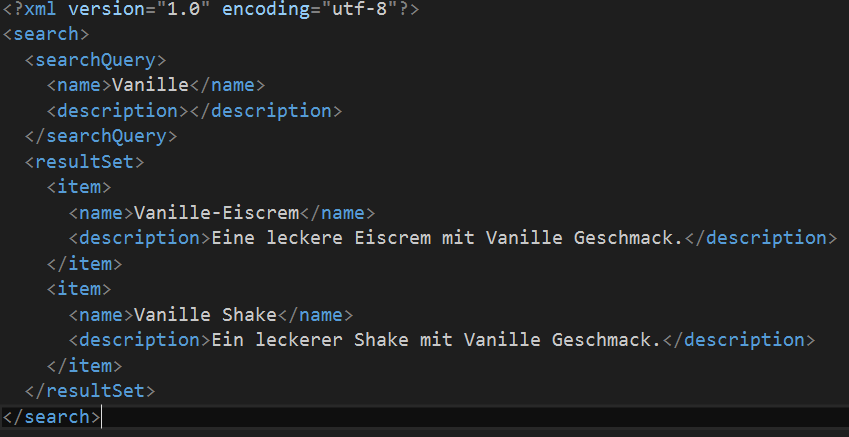 <?xml version="1.0" encoding="utf-8"?>
<search>
  <searchQuery>
    <name>Vanille</name>
    <description></description>
  </searchQuery>
  <resultSet>
    <item>
      <name>Vanille-Eiscrem</name>
      <description>Eine leckere Eiscrem mit Vanille Geschmack.</description>
    </item>
    <item>
      <name>Vanille Shake</name>
      <description>Ein leckerer Shake mit Vanille Geschmack.</description>
    </item>
  </resultSet>
</search>